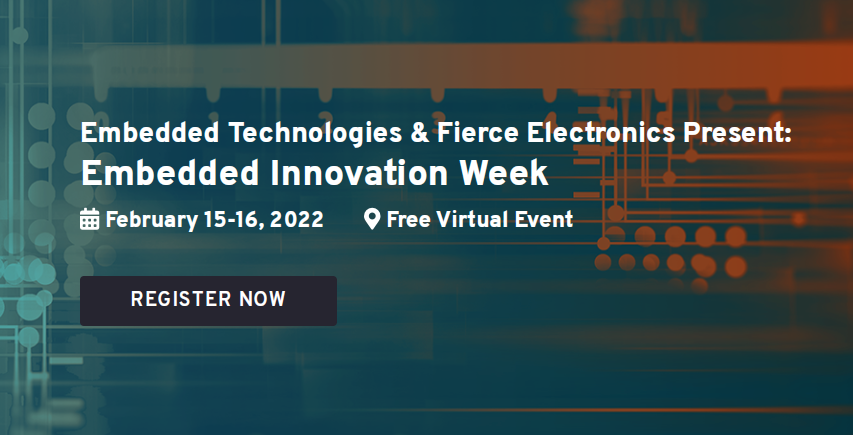 Embedded Technologies & Fierce Electronics Present:
Embedded Innovation Week
February 15-16, 2022 Free Virtual Event
REGISTER NOW